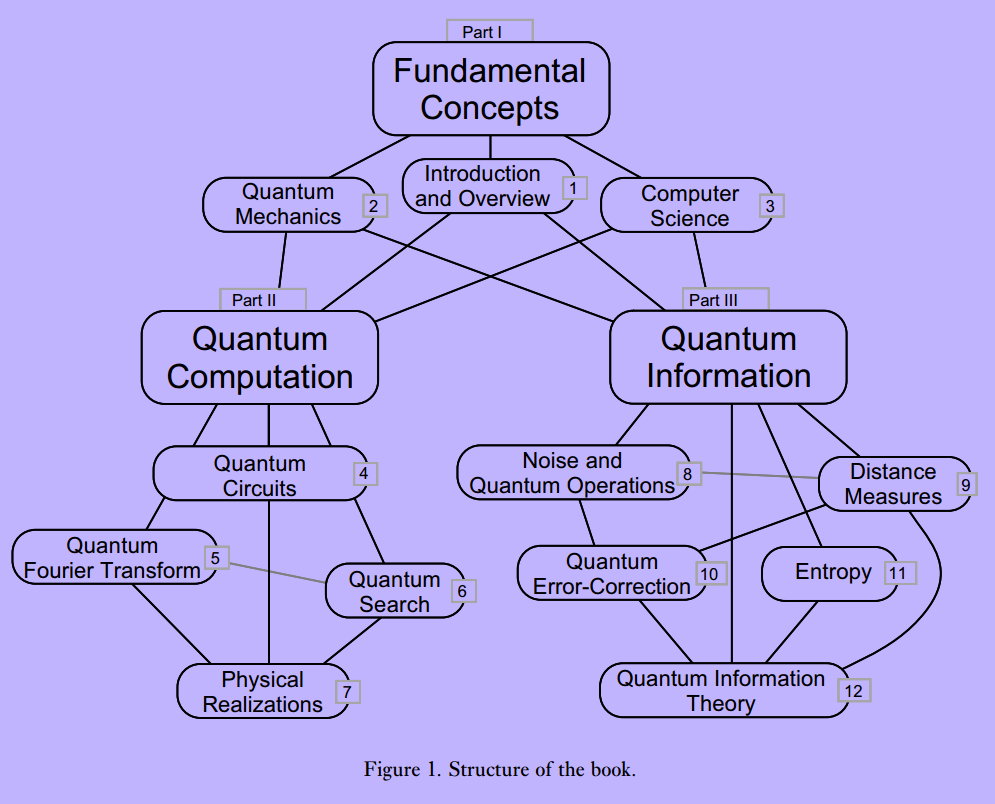 Part I
Fundamental
Concepts
Introduction
and Overview
1
Quantum
Mechanics
2
Computer
Science
3
Part II
Quantum
Computation
Part III
Quantum
Information
Quantum
Circuits
4
Noise and
Quantum Operations
8
Distance
Measures
9
Quantum
Fourier Transform
5
Quantum
Search
6
Quantum
Error-Correction
10
Entropy
11
Physical
Realizations
7
Quantum Information
Theory
12
Figure 1. Structure of the book.